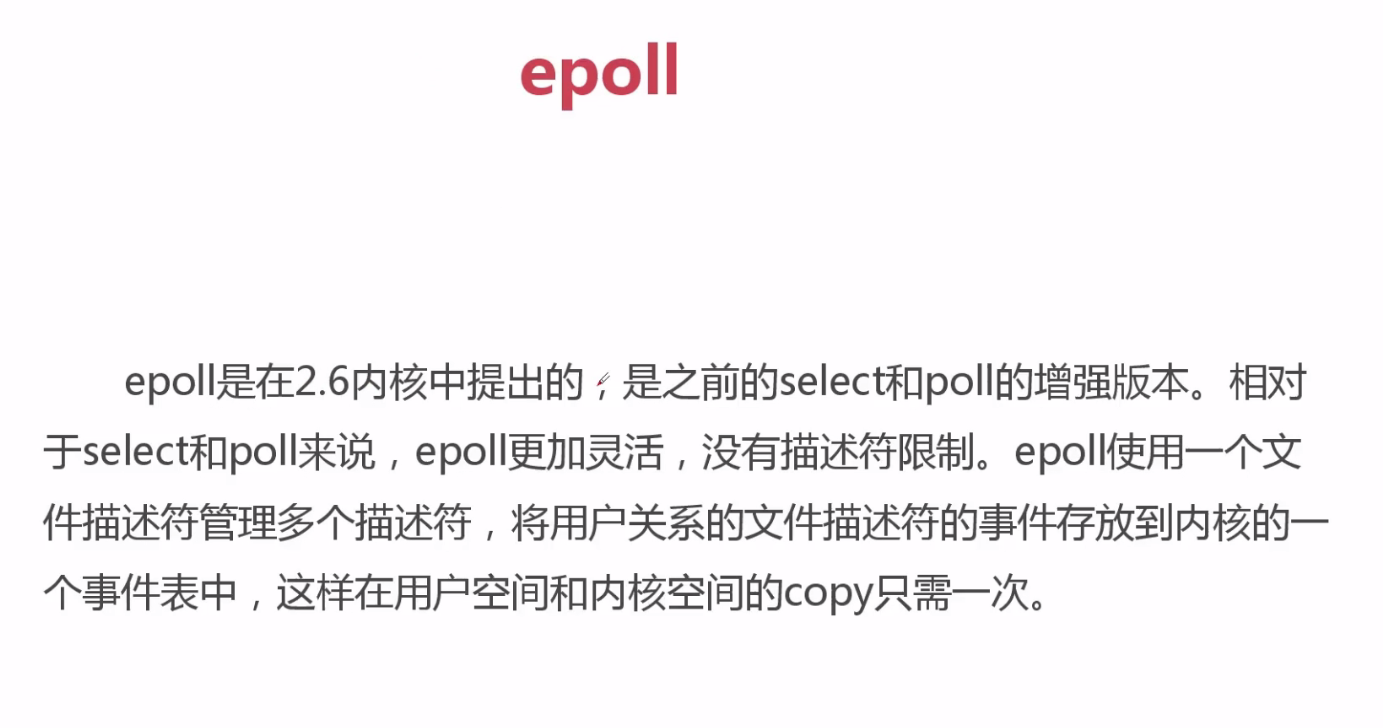 epoll
epoll是在2.6内核中提出的，是之前的select和poll的增强版本。相对
于select和poll来说，epoll更加灵活，没有描述符限制。epoll使用一个文
件描述符管理多个描述符，将用户关系的文件描述符的事件存放到内核的一
个事件表中，这样在用户空间和内核空间的copy只需一次。